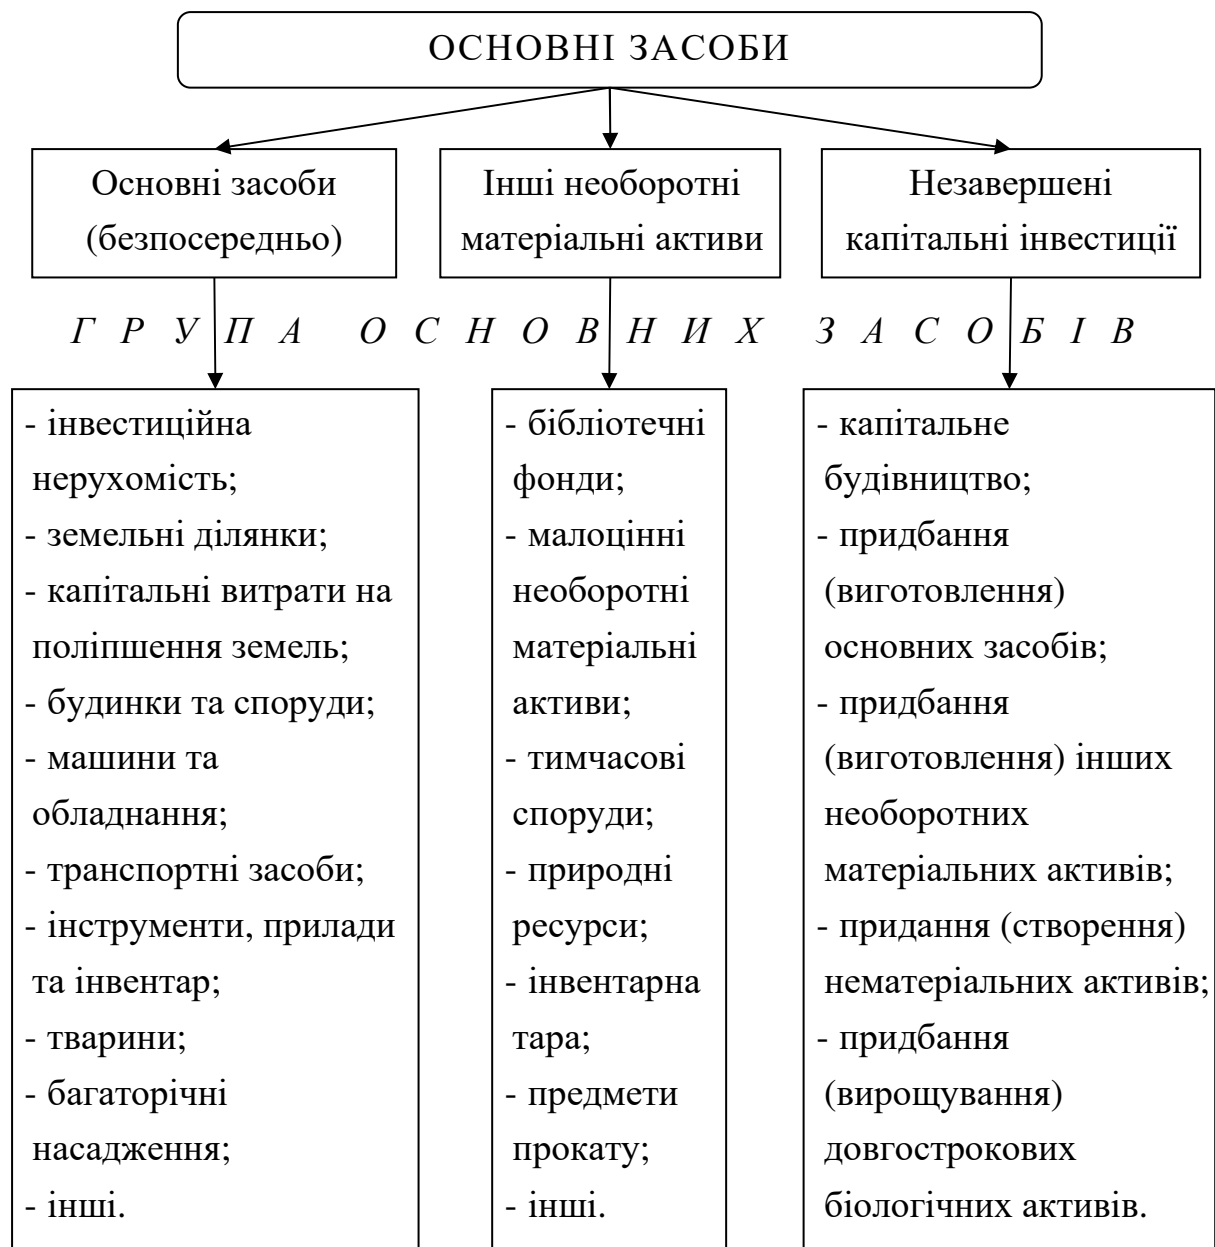 ОСНОВНІ ЗАСОБИ
Основні засоби
(безпосередньо)
Інші необоротні
матеріальні активи
Незавершені
капітальні інвестиції
Г Р У П А О С Н О В Н И Х З А С О Б І В
- інвестиційна
нерухомість;
- земельні ділянки;
- капітальні витрати на
поліпшення земель;
- будинки та споруди;
- машини та
обладнання;
- транспортні засоби;
- інструменти, прилади
та інвентар;
- тварини;
- багаторічні
насадження;
- інші.
- бібліотечні
фонди;
- малоцінні
необоротні
матеріальні
активи;
- тимчасові
споруди;
- природні
ресурси;
- інвентарна
тара;
- предмети
прокату;
- інші.
- капітальне
будівництво;
- придбання
(виготовлення)
основних засобів;
- придбання
(виготовлення) інших
необоротних
матеріальних активів;
- придання (створення)
нематеріальних активів;
- придбання
(вирощування)
довгострокових
біологічних активів.